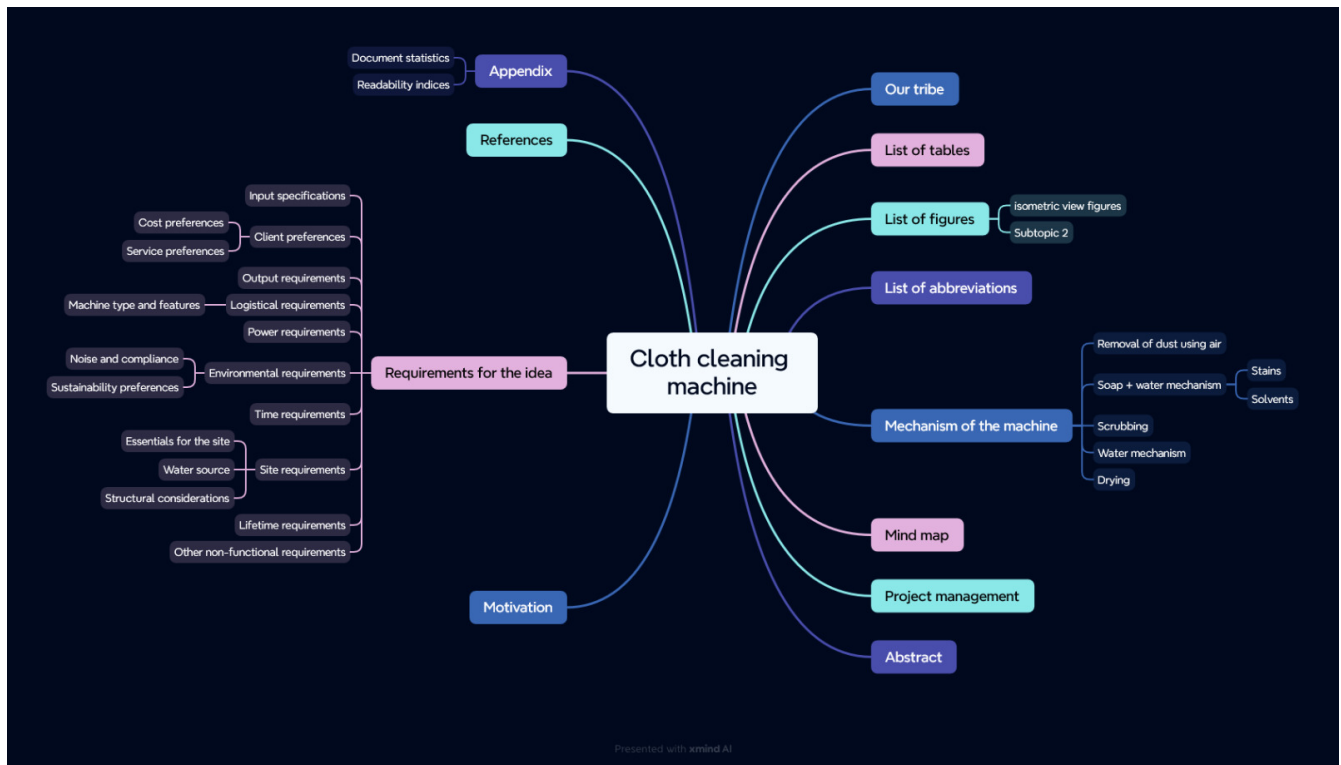 Cloth cleaning
machine
Our tribe
List of tables
List of figures
isometric view figures
Subtopic 2
List of abbreviations
Mechanism of the machine
Removal of dust using air
Soap + water mechanism
Stains
Solvents
Scrubbing
Water mechanism
Drying
Mind map
Project management
Abstract
Motivation
Requirements for the idea
Input specifications
Client preferences
Cost preferences
Service preferences
Output requirements
Logistical requirements
Machine type and features
Power requirements
Environmental requirements
Noise and compliance
Sustainability preferences
Time requirements
Site requirements
Essentials for the site
Water source
Structural considerations
Lifetime requirements
Other non-functional requirements
References
Appendix
Document statistics
Readability indices
Presented with xmind AI